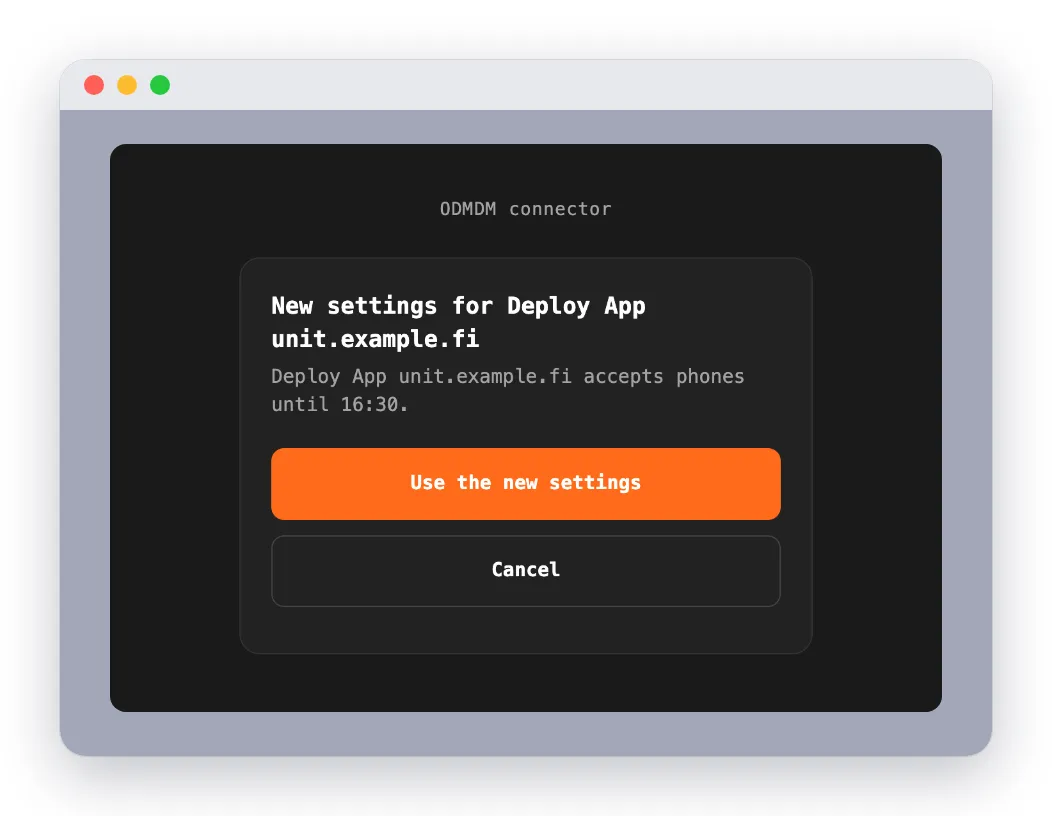 ODMDM connector
New settings for Deploy App
unit.example.fi
Deploy App unit.example.fi accepts phones
until 16:30.
Use the new settings
Cancel